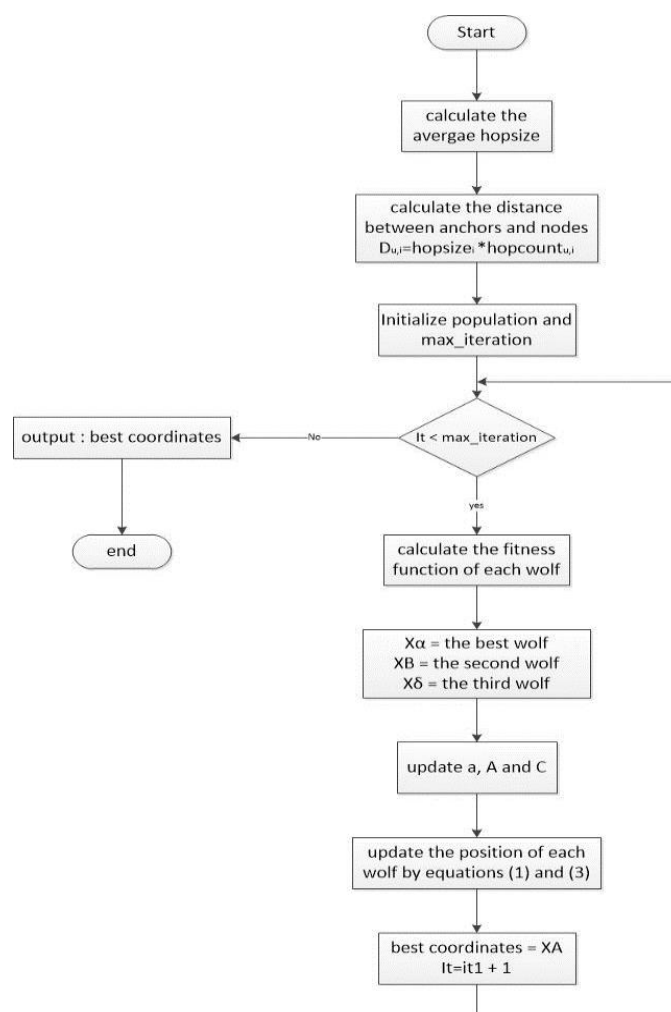 Start
calculate the
avergae hopsize
calculate the distance
between anchors and nodes
Dᵤ,ᵢ=hopsizeᵢ *hopcountᵤ,ᵢ
Initialize population and
max_iteration
It < max_iteration
No
output : best coordinates
end
yes
calculate the fitness
function of each wolf
Xα = the best wolf
XB = the second wolf
Xδ = the third wolf
update a, A and C
update the position of each
wolf by equations (1) and (3)
best coordinates = XA
It=it1 + 1